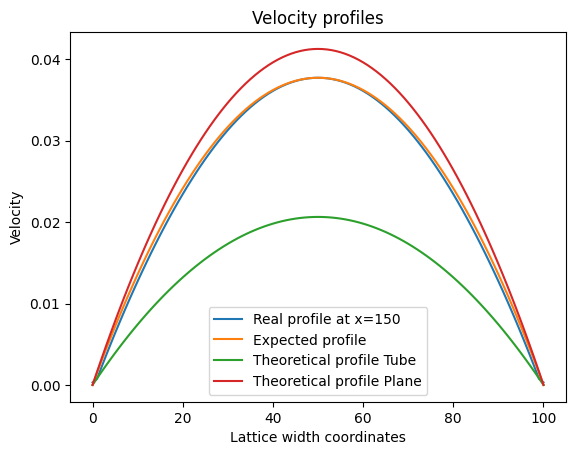 Velocity profiles
Velocity
0.04
0.03
0.02
0.01
0.00
Real profile at x=150
Expected profile
Theoretical profile Tube
Theoretical profile Plane
0 20 40 60 80 100
Lattice width coordinates